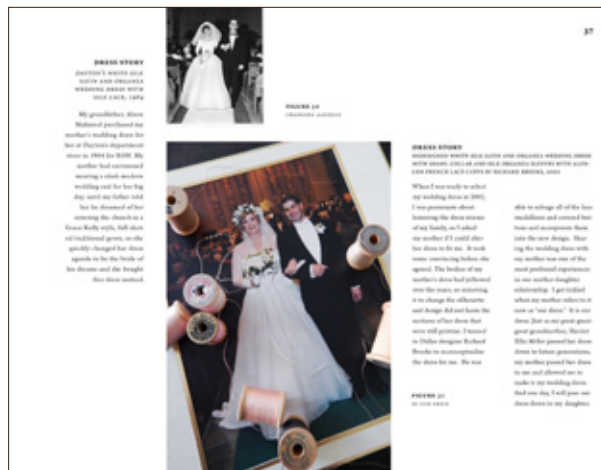 37
DRESS STORY
DAYTON'S WHITE SILK
SATIN AND ORGANZA
WEDDING DRESS WITH
SILK LACE, 1964
My grandfather,
purchased my
mother's wedding dress for
her at Dayton's department
store in 1964 for $500. My
mother had envisioned
wearing a sleek modern
wedding suit for her big
day, until my father told
her he dreamed of her
entering the church in a
Grace Kelly style, full skirt
ed traditional gown, so she
quickly changed her dress
agenda to be the bride of
his dreams and she bought
this dress instead.
FIGURE 30
CHANGING AGENDAS
DRESS STORY
REDESIGNED WHITE SILK SATIN AND ORGANZA WEDDING DRESS
WITH COLLAR AND SILK ORGANZA SLEEVES WITH
FRENCH LACE CUFFS BY RICHARD BROOKS, 2001
When I was ready to select
my wedding dress in 2001,
I was passionate about
honoring the dress stories
of my family, so I asked
my mother if I could alter
her dress to fit me. It took
some convincing before she
agreed. The bodice of my
mother's dress had yellowed
over the years, so removing
it to change the silhouette
and design did not harm the
sections of her dress that
were still pristine. I turned
to Dallas designer Richard
Brooks to reconceptualize
the dress for me. He was
able to salvage all of the lace
medallions and covered but
tons and incorporate them
into the new design. Shar
ing the wedding dress with
my mother was one of the
most profound experiences
in our mother-daughter
relationship. I get tickled
when my mother refers to it
now as "our dress." It is our
dress. Just as my great-great
great grandmother, Harriet
Ellis Miller passed her dress
down to future generations,
my mother passed her dress
to me and allowed me to
make it my wedding dress.
And one day, I will pass our
dress down to my daughter.
FIGURE 31
IN OUR DRESS